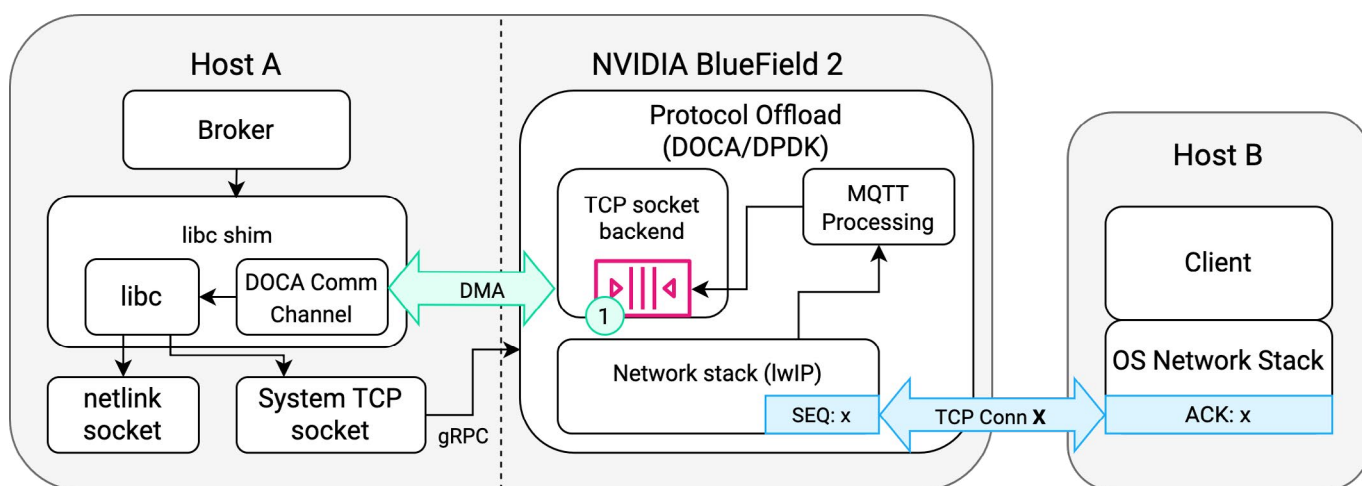 Host A
Broker
libc shim
libc
DOCA Comm
Channel
netlink
socket
System TCP
socket
DMA
gRPC
NVIDIA BlueField 2
Protocol Offload
(DOCA/DPDK)
TCP socket
backend
1
MQTT
Processing
Network stack (lwIP)
SEQ: x
TCP Conn X
Host B
Client
OS Network Stack
ACK: x